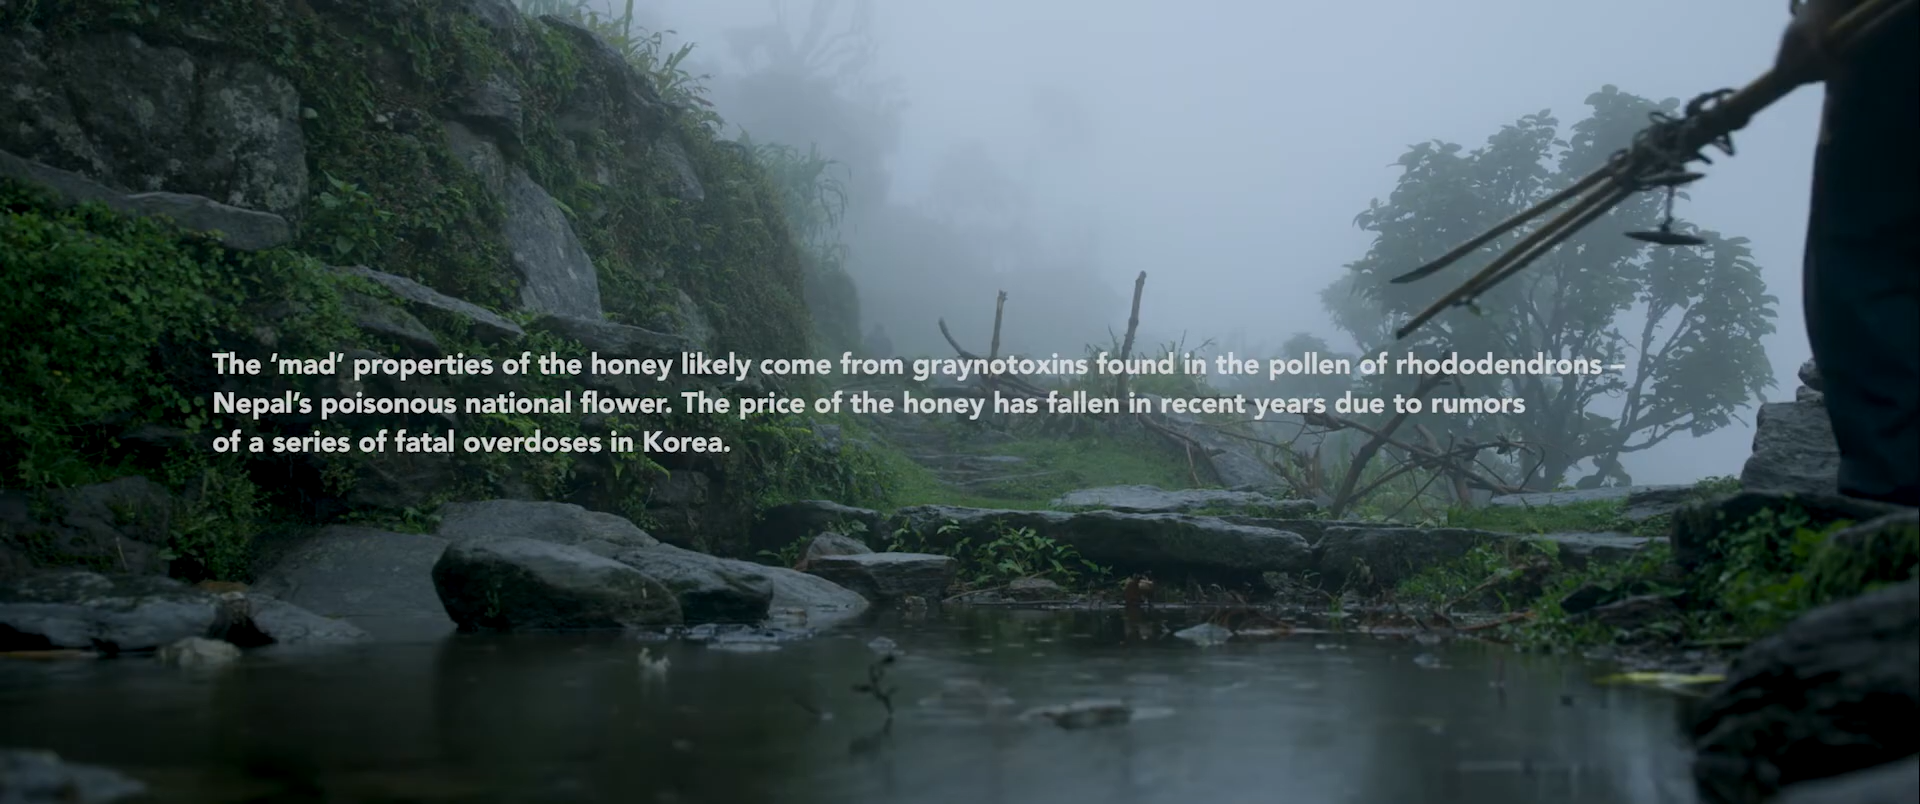 The ‘mad’ properties of the honey likely come from graynotoxins found in the pollen of rhododendrons –
Nepal’s poisonous national flower. The price of the honey has fallen in recent years due to rumors
of a series of fatal overdoses in Korea.